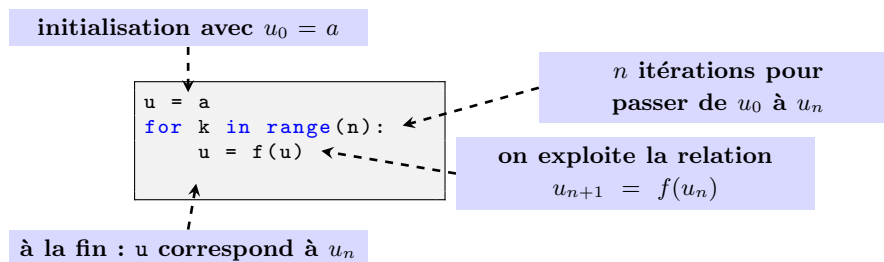 initialisation avec u₀ = a
u = a
for k in range(n):
    u = f(u)
n itérations pour
passer de u₀ à uₙ
on exploite la relation
uₙ₊₁ = f(uₙ)
à la fin : u correspond à uₙ